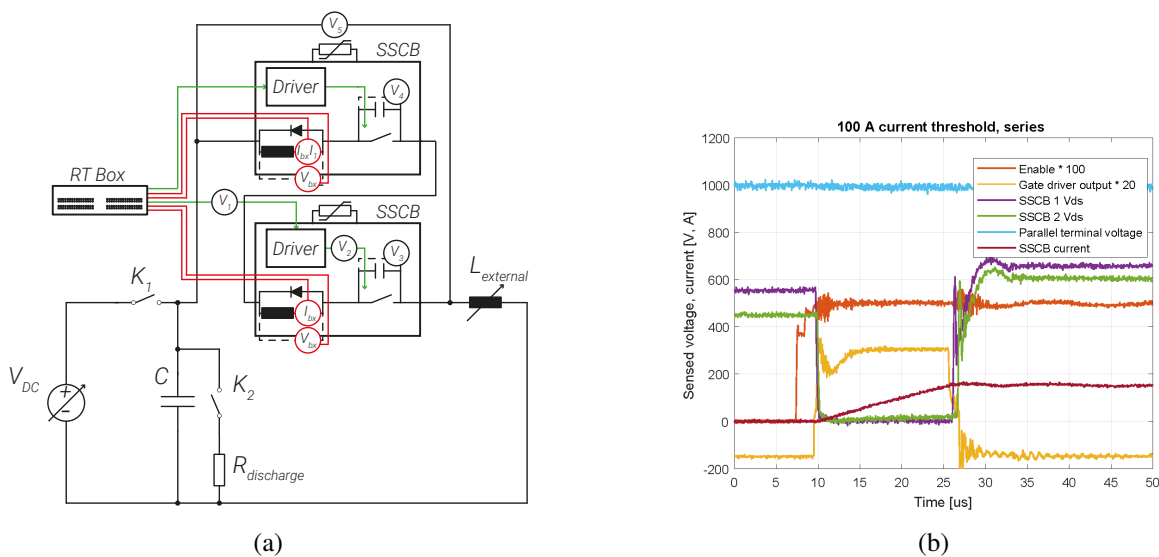 V5
SSCB
Driver
V4
Ibx I1
Vbx
RT Box
V1
SSCB
Driver
V2
V3
Ibx
Vbx
Lexternal
K1
VDC
C
K2
Rdischarge
(a)
100 A current threshold, series
Sensed voltage, current [V, A]
1200
1000
800
600
400
200
0
-200
Enable * 100
Gate driver output * 20
SSCB 1 Vds
SSCB 2 Vds
Parallel terminal voltage
SSCB current
0 5 10 15 20 25 30 35 40 45 50
Time [us]
(b)